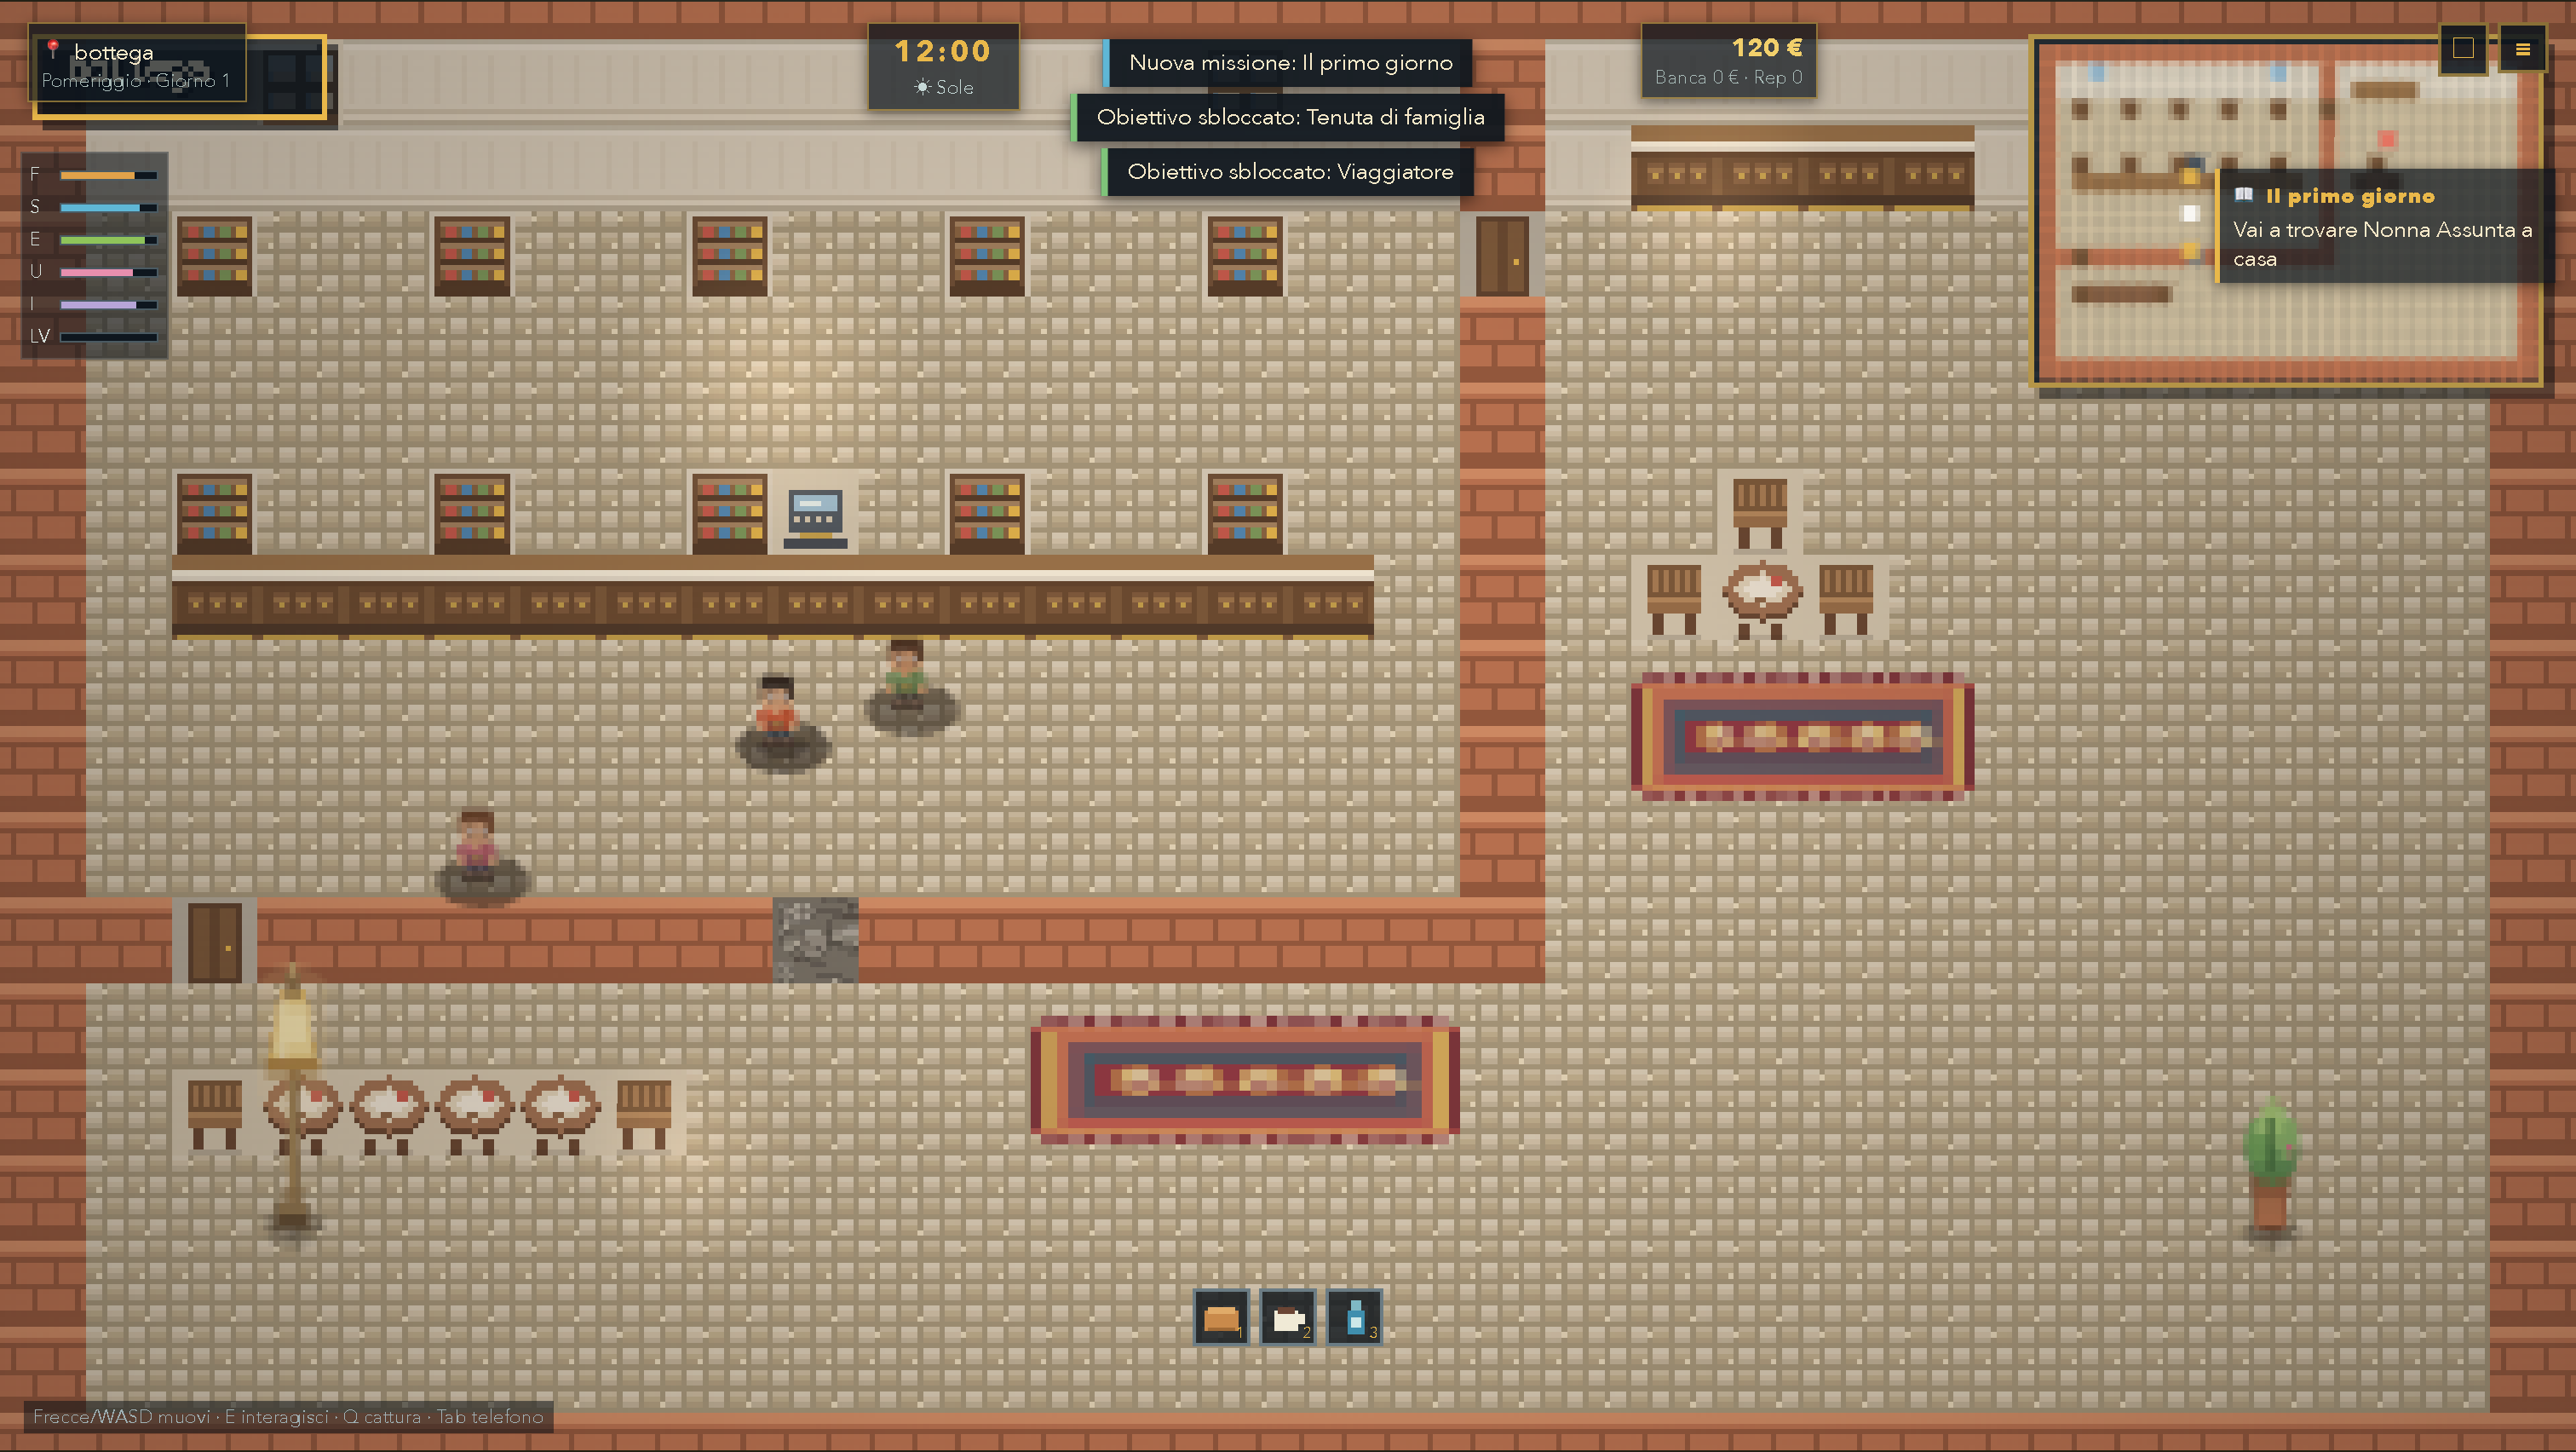 bottega
Pomeriggio · Giorno 1
12:00
Sole
Nuova missione: Il primo giorno
Obiettivo sbloccato: Tenuta di famiglia
Obiettivo sbloccato: Viaggiatore
120 €
Banca 0 € · Rep 0
F
S
E
U
I
LV
Il primo giorno
Vai a trovare Nonna Assunta a
casa
1
2
3
Frecce/WASD muovi · E interagisci · Q cattura · Tab telefono